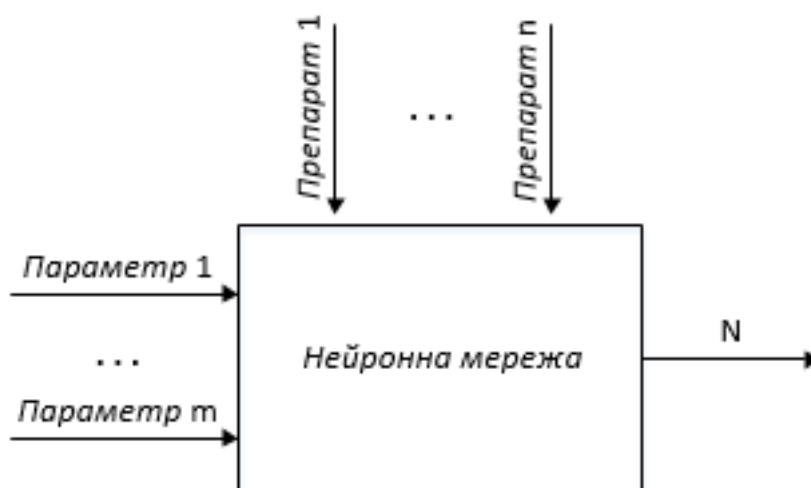 Препарат 1
...
Препарат n
Параметр 1
...
Параметр m
Нейронна мережа
N